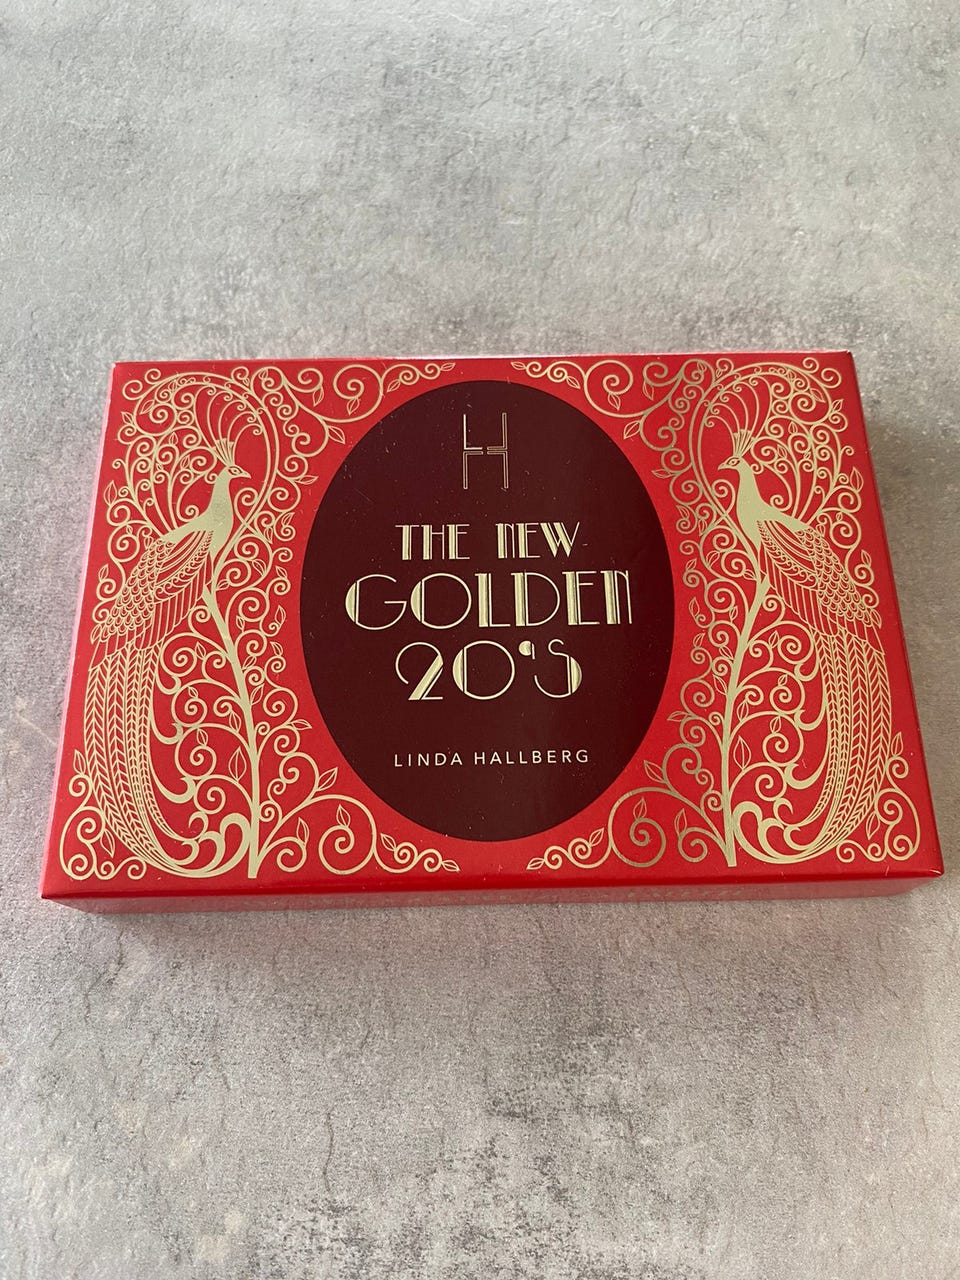 THE NEW
GOLDEN
20'S
LINDA HALLBERG